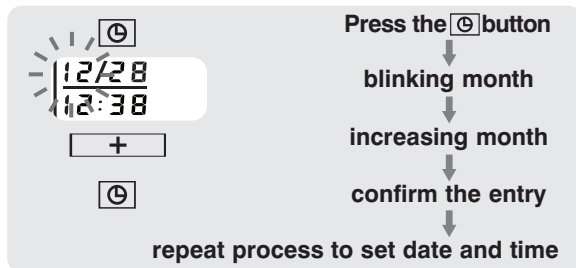 Press the button
12/28
blinking month
12:38
+
increasing month
confirm the entry
repeat process to set date and time